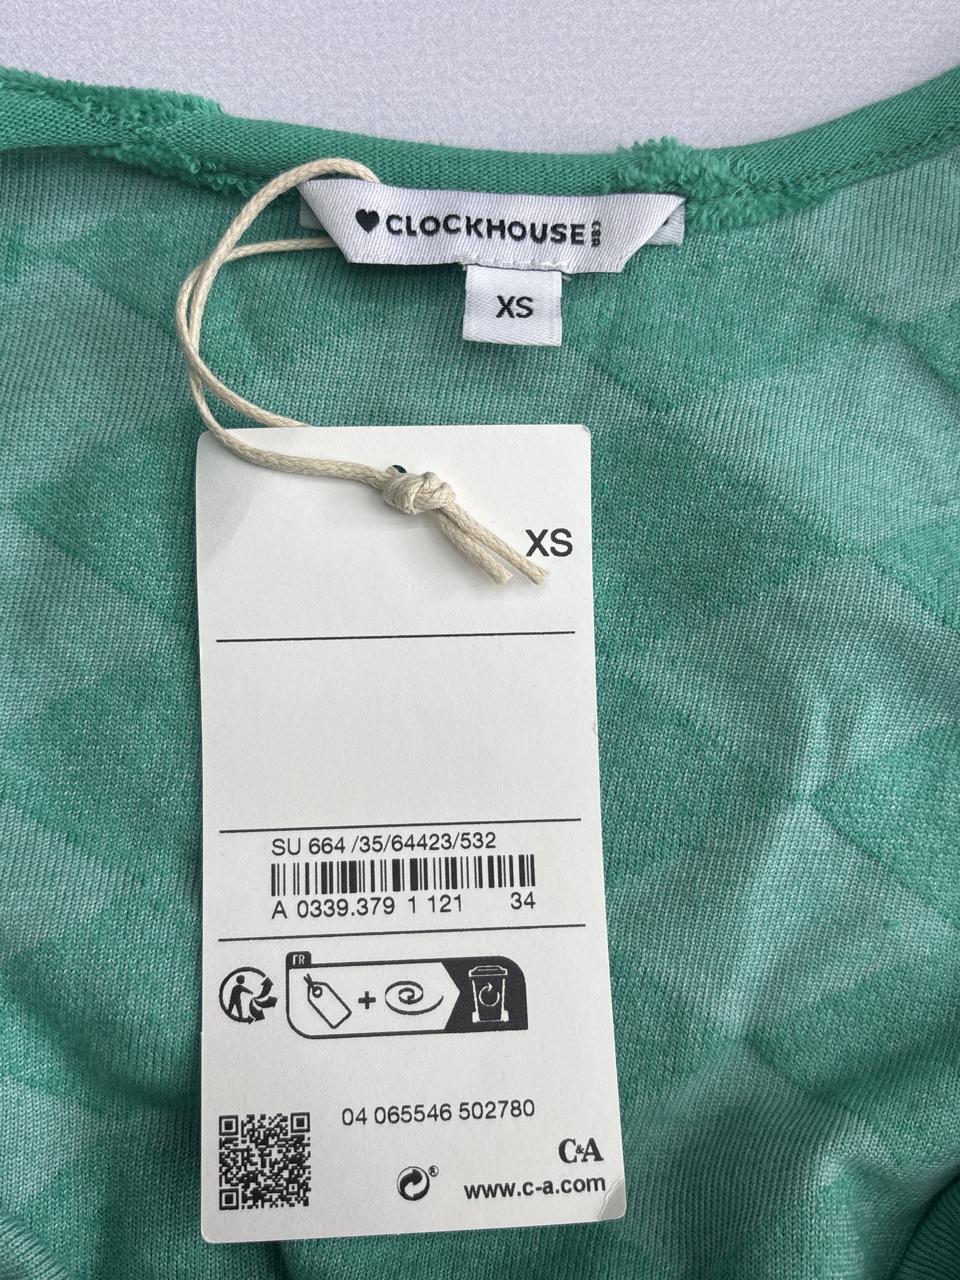 ♥CLOCKHOUSE C&A
XS
XS
SU 664 /35/64423/532
A 0339.379 1 121 34
FR
+
04 065546 502780
C&A
®
www.c-a.com